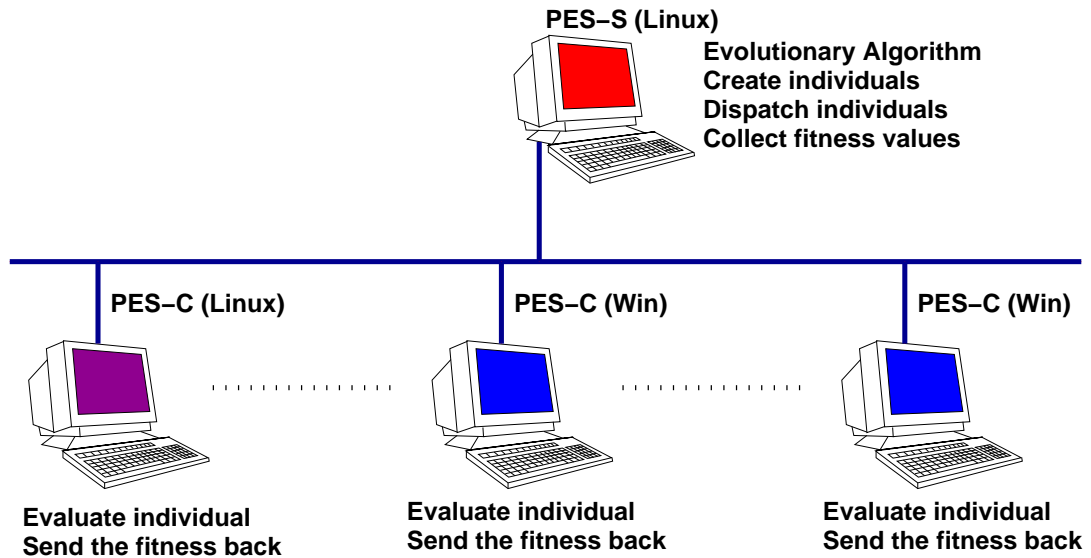 PES−S (Linux)
Evolutionary Algorithm
Create individuals
Dispatch individuals
Collect fitness values
PES−C (Linux)
PES−C (Win)
PES−C (Win)
Evaluate individual
Send the fitness back
Evaluate individual
Send the fitness back
Evaluate individual
Send the fitness back